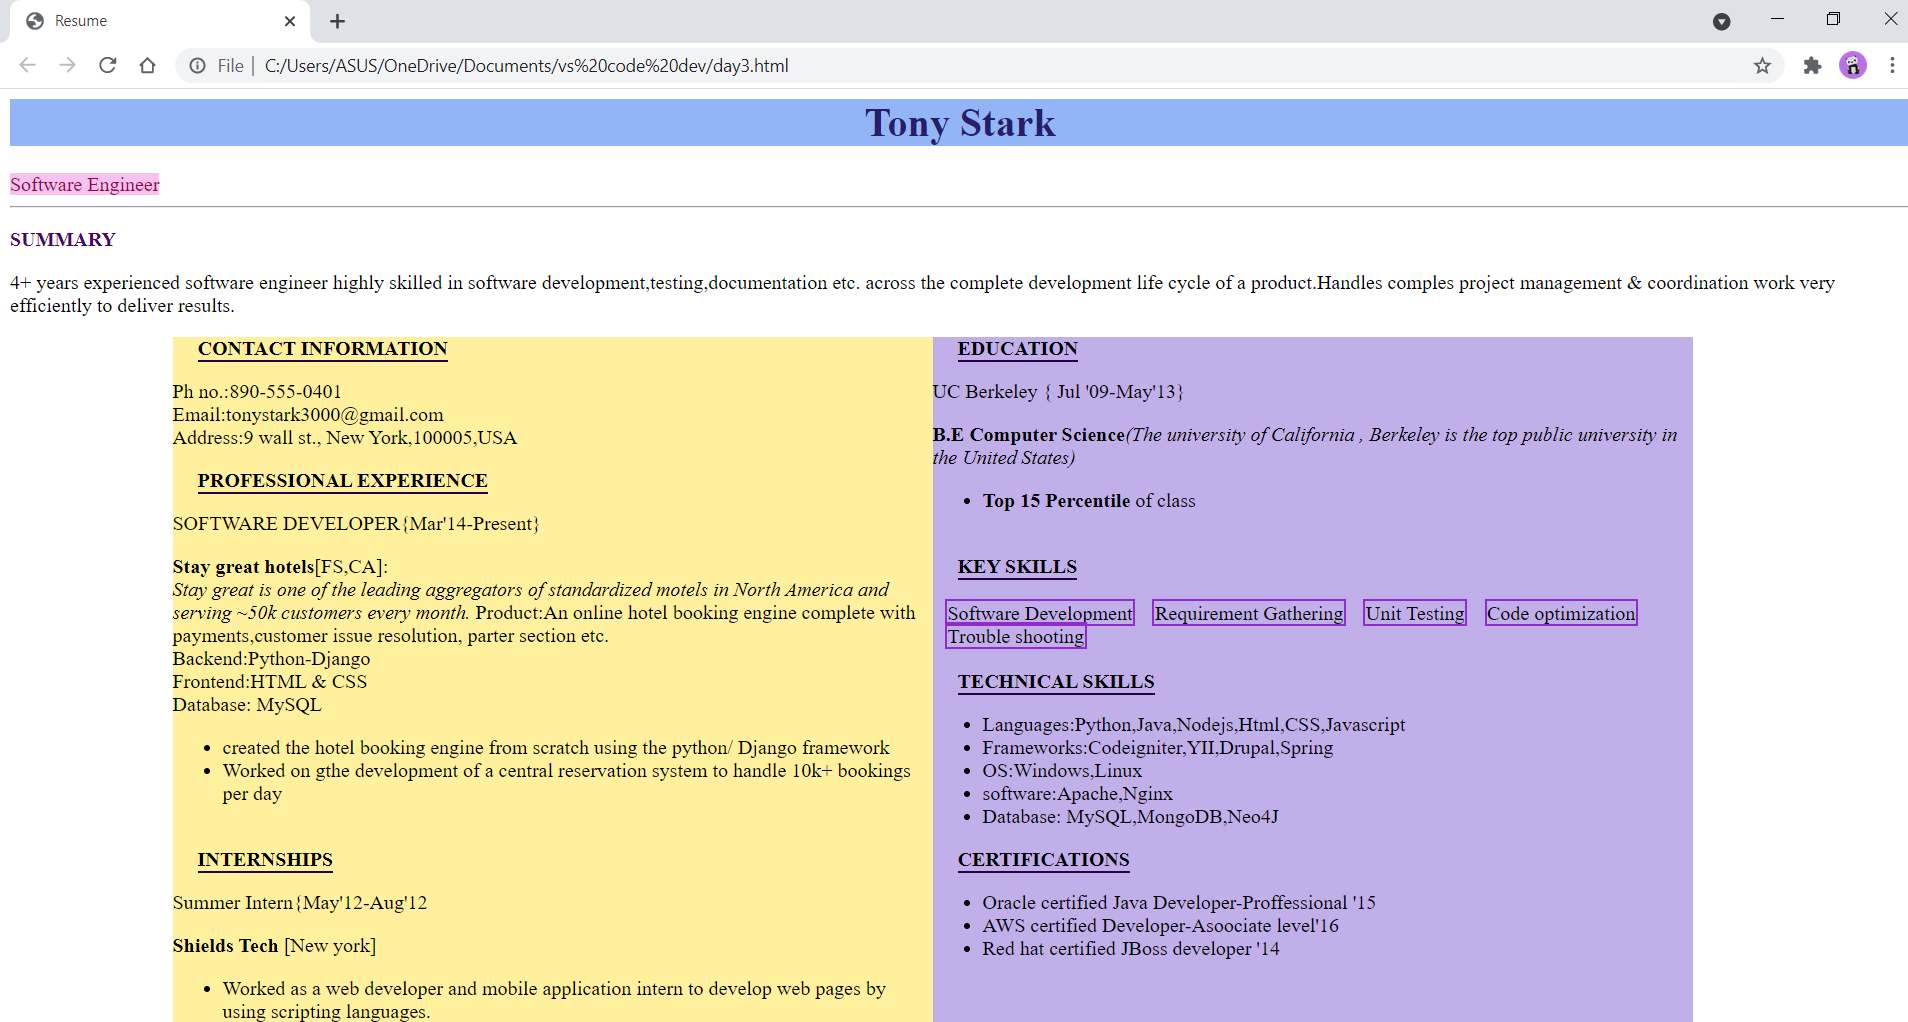 Resume
File
C:/Users/ASUS/OneDrive/Documents/vs%20code%20dev/day3.html
Tony Stark
Software Engineer
SUMMARY
4+ years experienced software engineer highly skilled in software development,testing,documentation etc. across the complete development life cycle of a product.Handles comples project management & coordination work very
efficiently to deliver results.
CONTACT INFORMATION
Ph no.:890-555-0401
Email:tonystark3000@gmail.com
Address:9 wall st., New York,100005,USA
PROFESSIONAL EXPERIENCE
SOFTWARE DEVELOPER{Mar'14-Present}
Stay great hotels[FS,CA]:
Stay great is one of the leading aggregators of standardized motels in North America and
serving ~50k customers every month. Product:An online hotel booking engine complete with
payments,customer issue resolution, parter section etc.
Backend:Python-Django
Frontend:HTML & CSS
Database: MySQL
• created the hotel booking engine from scratch using the python/ Django framework
• Worked on gthe development of a central reservation system to handle 10k+ bookings
per day
INTERNSHIPS
Summer Intern{May'12-Aug'12
Shields Tech [New york]
• Worked as a web developer and mobile application intern to develop web pages by
using scripting languages.
EDUCATION
UC Berkeley { Jul '09-May'13}
B.E Computer Science(The university of California , Berkeley is the top public university in
the United States)
• Top 15 Percentile of class
KEY SKILLS
Software Development Requirement Gathering Unit Testing Code optimization
Trouble shooting
TECHNICAL SKILLS
• Languages:Python,Java,Nodejs,Html,CSS,Javascript
• Frameworks:Codeigniter,YII,Drupal,Spring
• OS:Windows,Linux
• software:Apache,Nginx
• Database: MySQL,MongoDB,Neo4J
CERTIFICATIONS
• Oracle certified Java Developer-Proffessional '15
• AWS certified Developer-Asoociate level'16
• Red hat certified JBoss developer '14